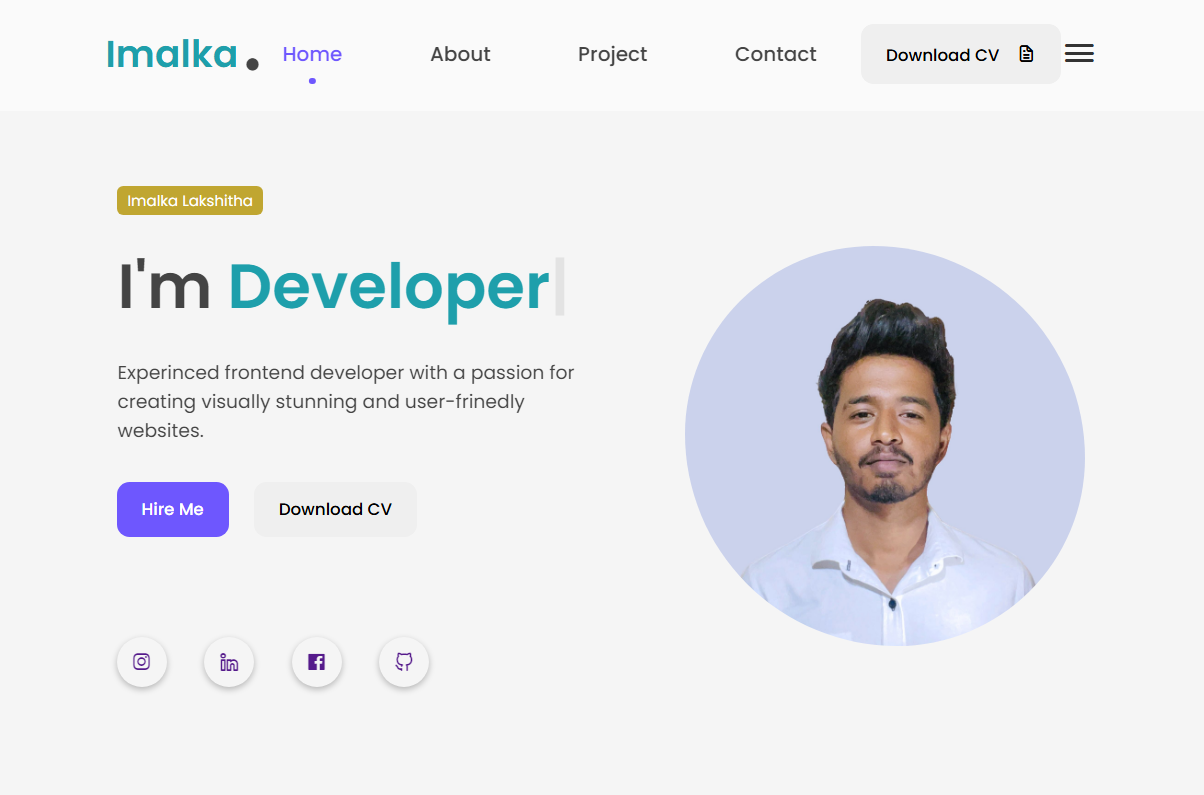 Imalka .
Home
About
Project
Contact
Download CV
Imalka Lakshitha
I'm Developer
Experinced frontend developer with a passion for
creating visually stunning and user-frinedly
websites.
Hire Me
Download CV